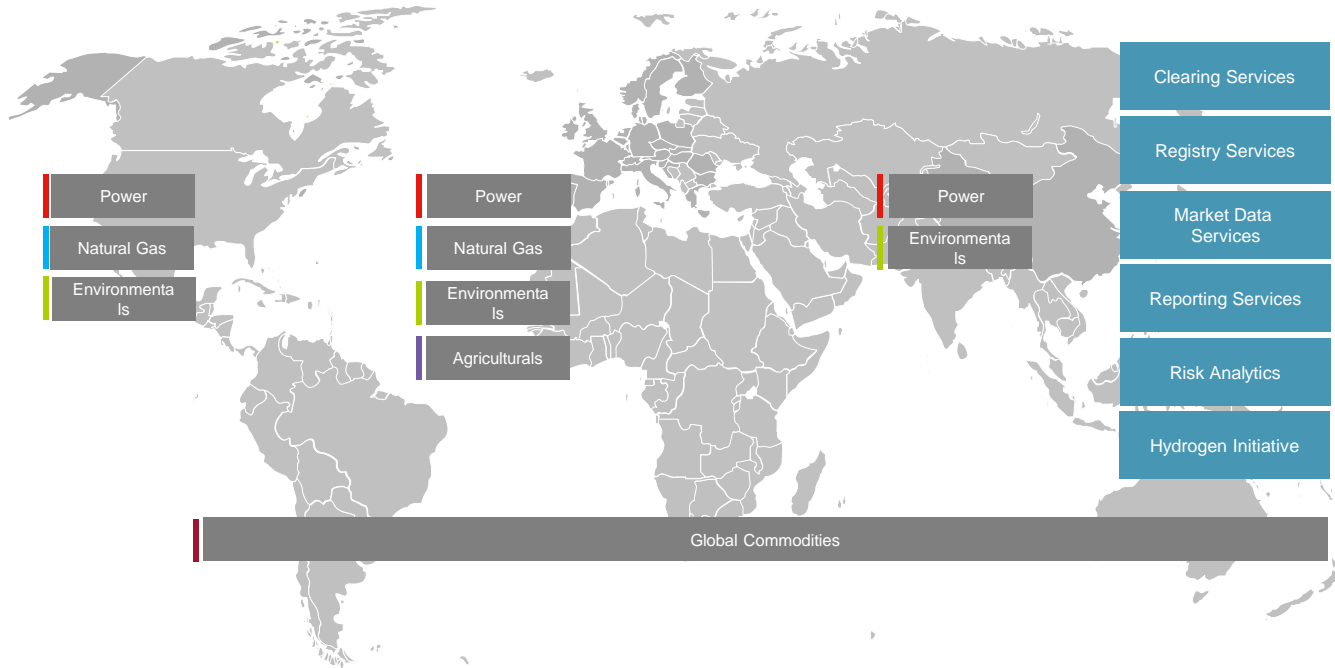 Power
Natural Gas
Environmenta
ls
Power
Natural Gas
Environmenta
ls
Agriculturals
Power
Environmenta
ls
Clearing Services
Registry Services
Market Data
Services
Reporting Services
Risk Analytics
Hydrogen Initiative
Global Commodities